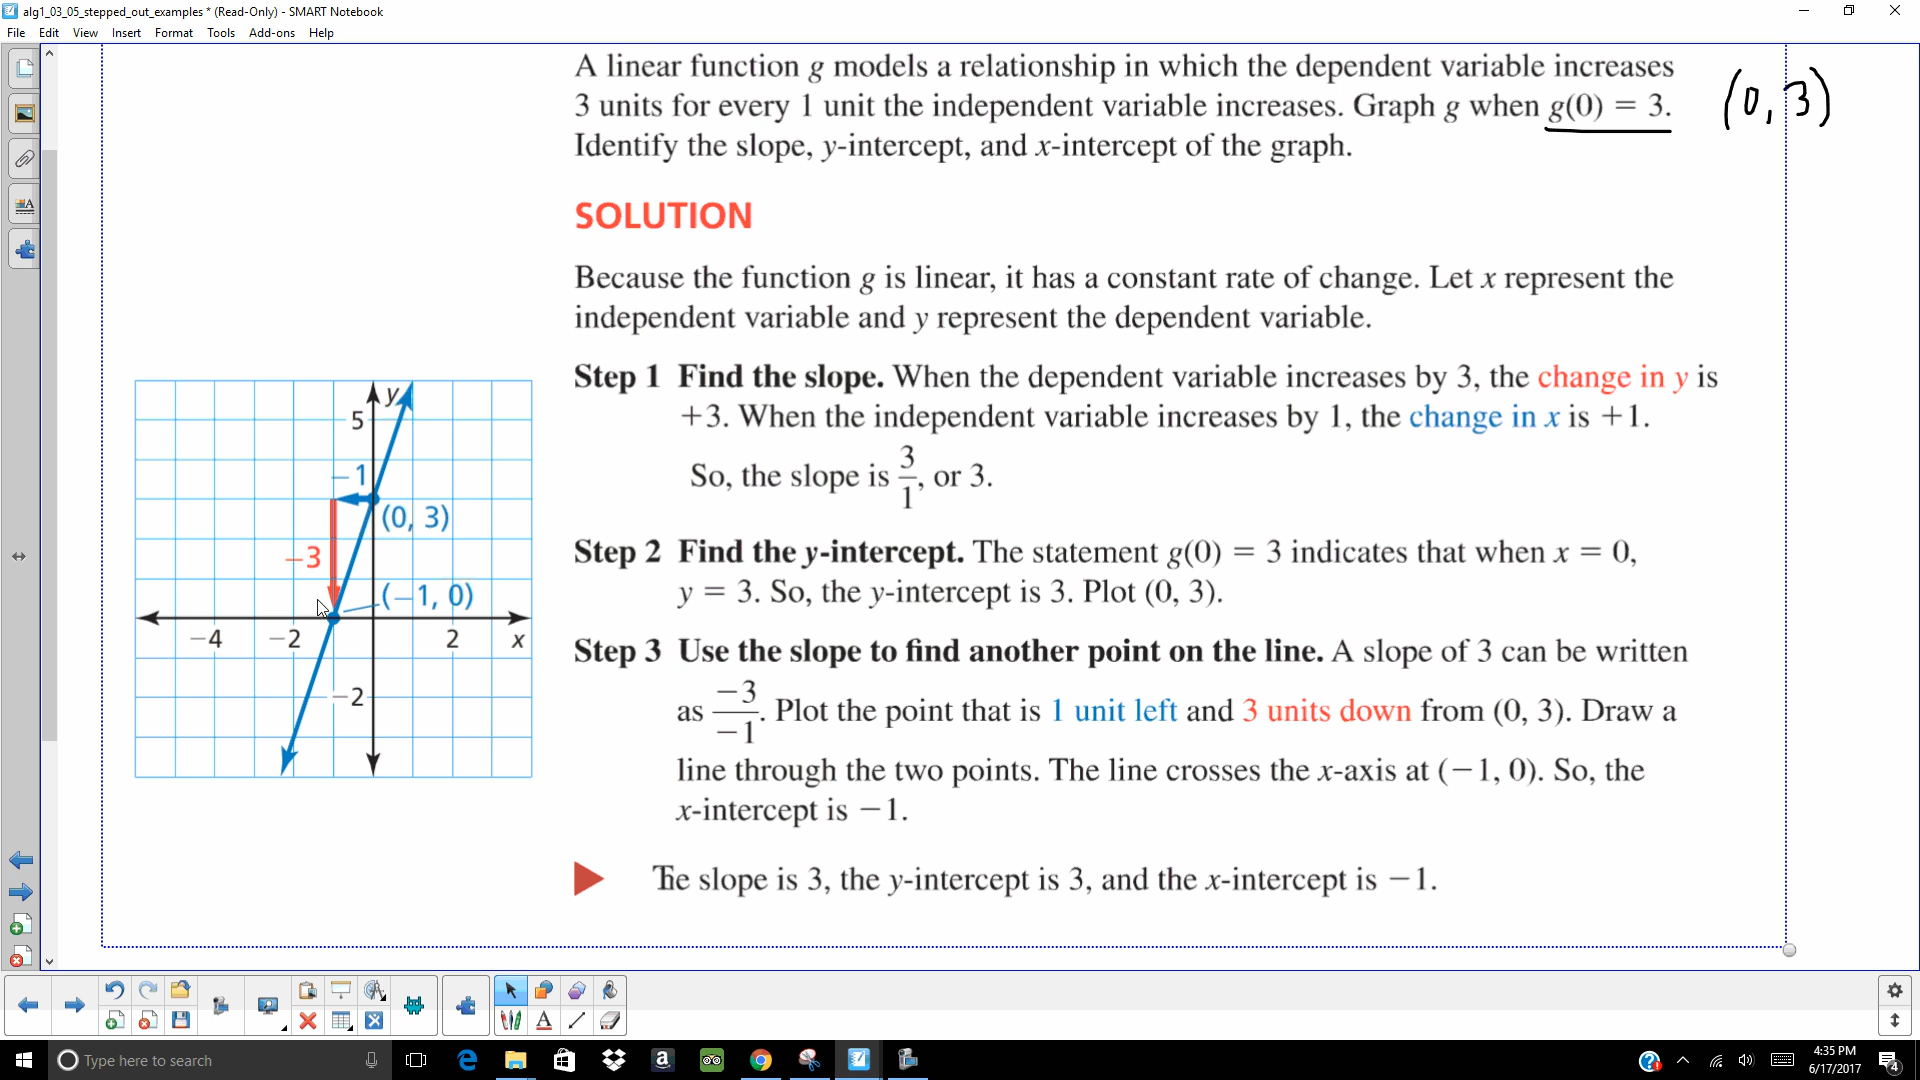 alg1_03_05_stepped_out_examples * (Read-Only) - SMART Notebook
File Edit View Insert Format Tools Add-ons Help
A linear function g models a relationship in which the dependent variable increases
3 units for every 1 unit the independent variable increases. Graph g when g(0) = 3.
(0, 3)
Identify the slope, y-intercept, and x-intercept of the graph.
SOLUTION
Because the function g is linear, it has a constant rate of change. Let x represent the
independent variable and y represent the dependent variable.
Step 1 Find the slope. When the dependent variable increases by 3, the change in y is
+3. When the independent variable increases by 1, the change in x is +1.
So, the slope is 3/1, or 3.
Step 2 Find the y-intercept. The statement g(0) = 3 indicates that when x = 0,
y = 3. So, the y-intercept is 3. Plot (0, 3).
Step 3 Use the slope to find another point on the line. A slope of 3 can be written
as −3/−1. Plot the point that is 1 unit left and 3 units down from (0, 3). Draw a
line through the two points. The line crosses the x-axis at (−1, 0). So, the
x-intercept is −1.
The slope is 3, the y-intercept is 3, and the x-intercept is −1.
y
5
−1
(0, 3)
−3
(−1, 0)
−4 −2 2 x
−2
Type here to search
4:35 PM
6/17/2017
4